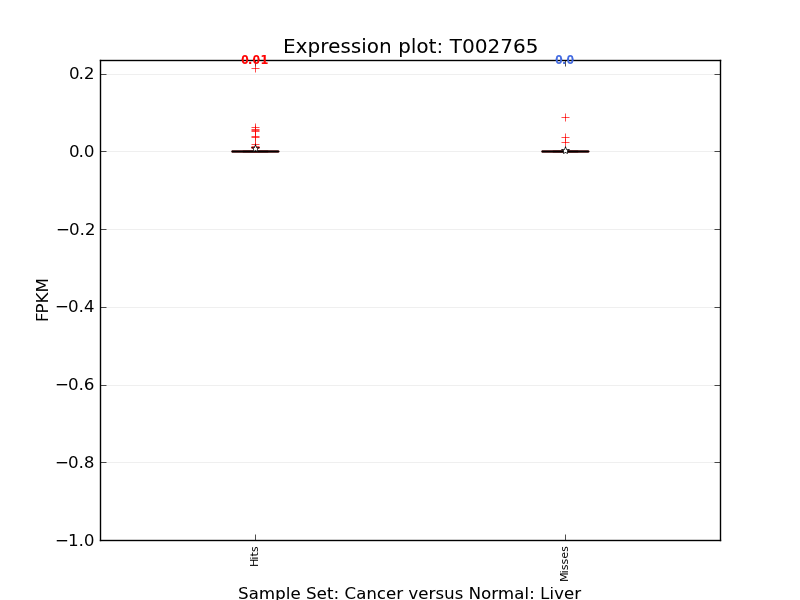 Expression plot: T002765
0.01
0.0
0.2
0.0
−0.2
−0.4
−0.6
−0.8
−1.0
FPKM
Hits
Misses
Sample Set: Cancer versus Normal: Liver